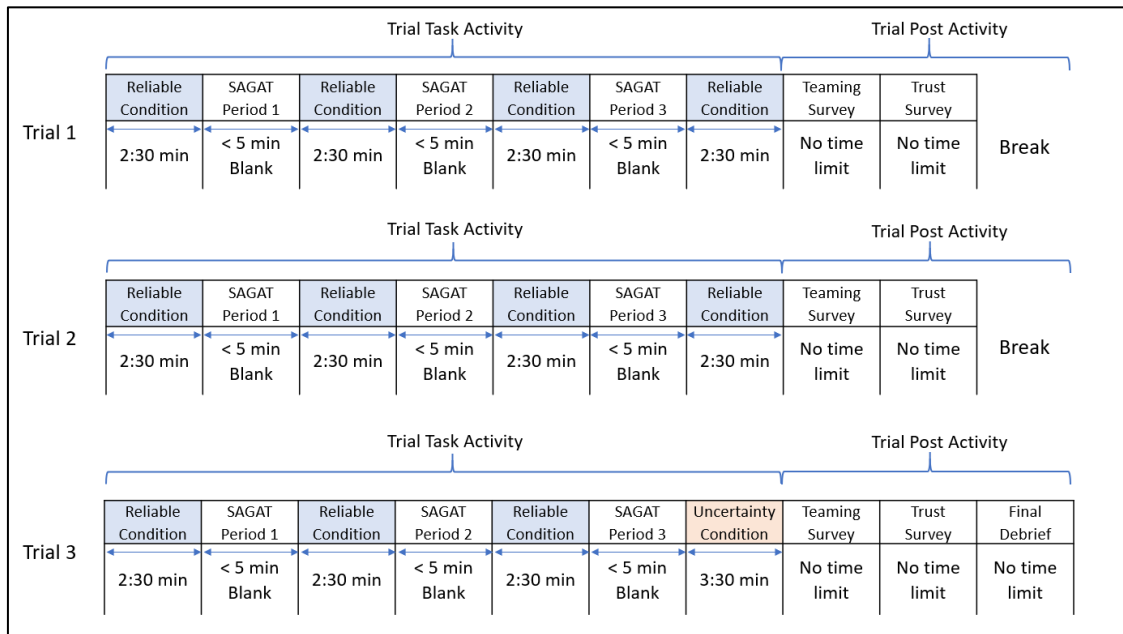 Trial Task Activity Trial Post Activity
Reliable SAGAT Reliable SAGAT Reliable SAGAT Reliable Teaming Trust
Condition Period 1 Condition Period 2 Condition Period 3 Condition Survey Survey
Trial 1
2:30 min < 5 min 2:30 min < 5 min 2:30 min < 5 min 2:30 min No time No time Break
Blank Blank Blank limit limit
Trial Task Activity Trial Post Activity
Reliable SAGAT Reliable SAGAT Reliable SAGAT Reliable Teaming Trust
Condition Period 1 Condition Period 2 Condition Period 3 Condition Survey Survey
Trial 2
2:30 min < 5 min 2:30 min < 5 min 2:30 min < 5 min 2:30 min No time No time Break
Blank Blank Blank limit limit
Trial Task Activity Trial Post Activity
Reliable SAGAT Reliable SAGAT Reliable SAGAT Uncertainty Teaming Trust Final
Condition Period 1 Condition Period 2 Condition Period 3 Condition Survey Survey Debrief
Trial 3
2:30 min < 5 min 2:30 min < 5 min 2:30 min < 5 min 3:30 min No time No time No time
Blank Blank Blank limit limit limit